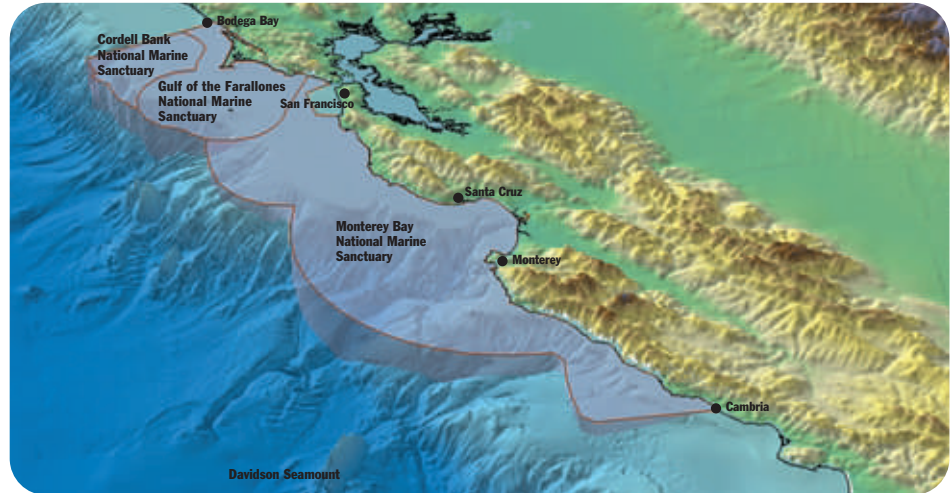 Bodega Bay
Cordell Bank
National Marine
Sanctuary
Gulf of the Farallones
National Marine
Sanctuary
San Francisco
Santa Cruz
Monterey Bay
National Marine
Sanctuary
Monterey
Cambria
Davidson Seamount